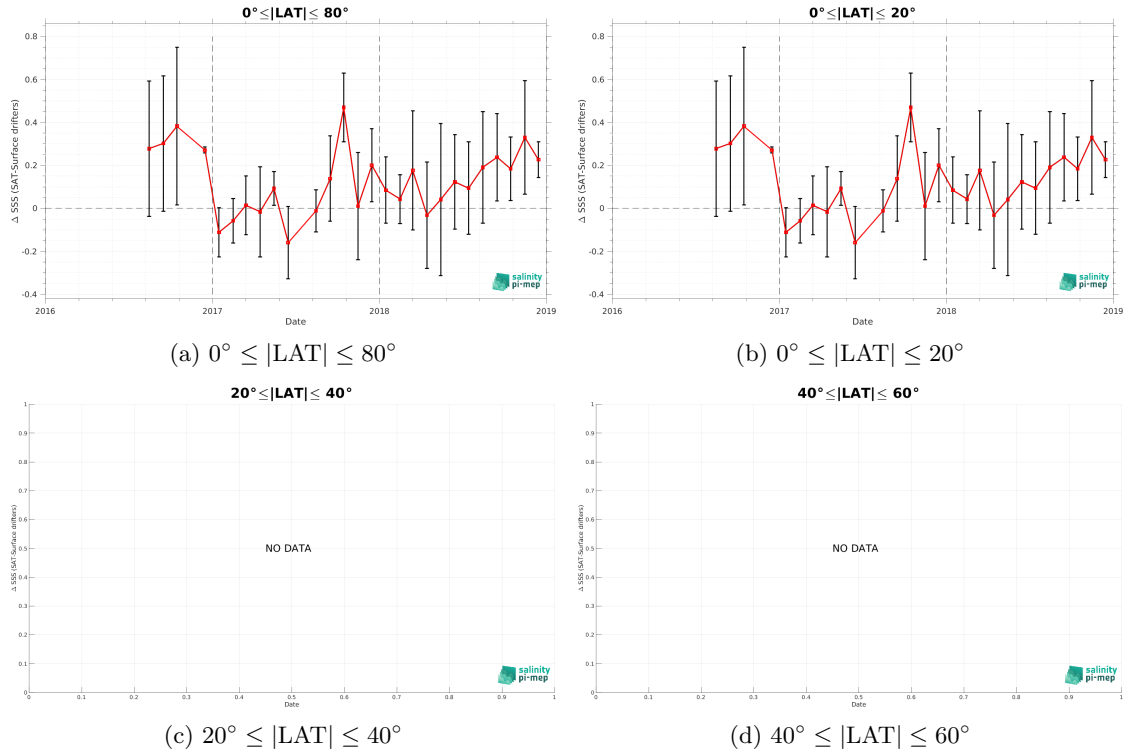 0°≤|LAT|≤ 80°
Δ SSS (SAT-Surface drifters)
0.8
0.6
0.4
0.2
0
-0.2
-0.4
2016
2017
2018
2019
Date
salinity
pi-mep
(a) 0° ≤ |LAT| ≤ 80°
0°≤|LAT|≤ 20°
Δ SSS (SAT-Surface drifters)
0.8
0.6
0.4
0.2
0
-0.2
-0.4
2016
2017
2018
2019
Date
salinity
pi-mep
(b) 0° ≤ |LAT| ≤ 20°
20°≤|LAT|≤ 40°
Δ SSS (SAT-Surface drifters)
1
0.9
0.8
0.7
0.6
0.5
0.4
0.3
0.2
0.1
0
NO DATA
salinity
pi-mep
0 0.1 0.2 0.3 0.4 0.5 0.6 0.7 0.8 0.9 1
Date
(c) 20° ≤ |LAT| ≤ 40°
40°≤|LAT|≤ 60°
Δ SSS (SAT-Surface drifters)
1
0.9
0.8
0.7
0.6
0.5
0.4
0.3
0.2
0.1
0
NO DATA
salinity
pi-mep
0 0.1 0.2 0.3 0.4 0.5 0.6 0.7 0.8 0.9 1
Date
(d) 40° ≤ |LAT| ≤ 60°